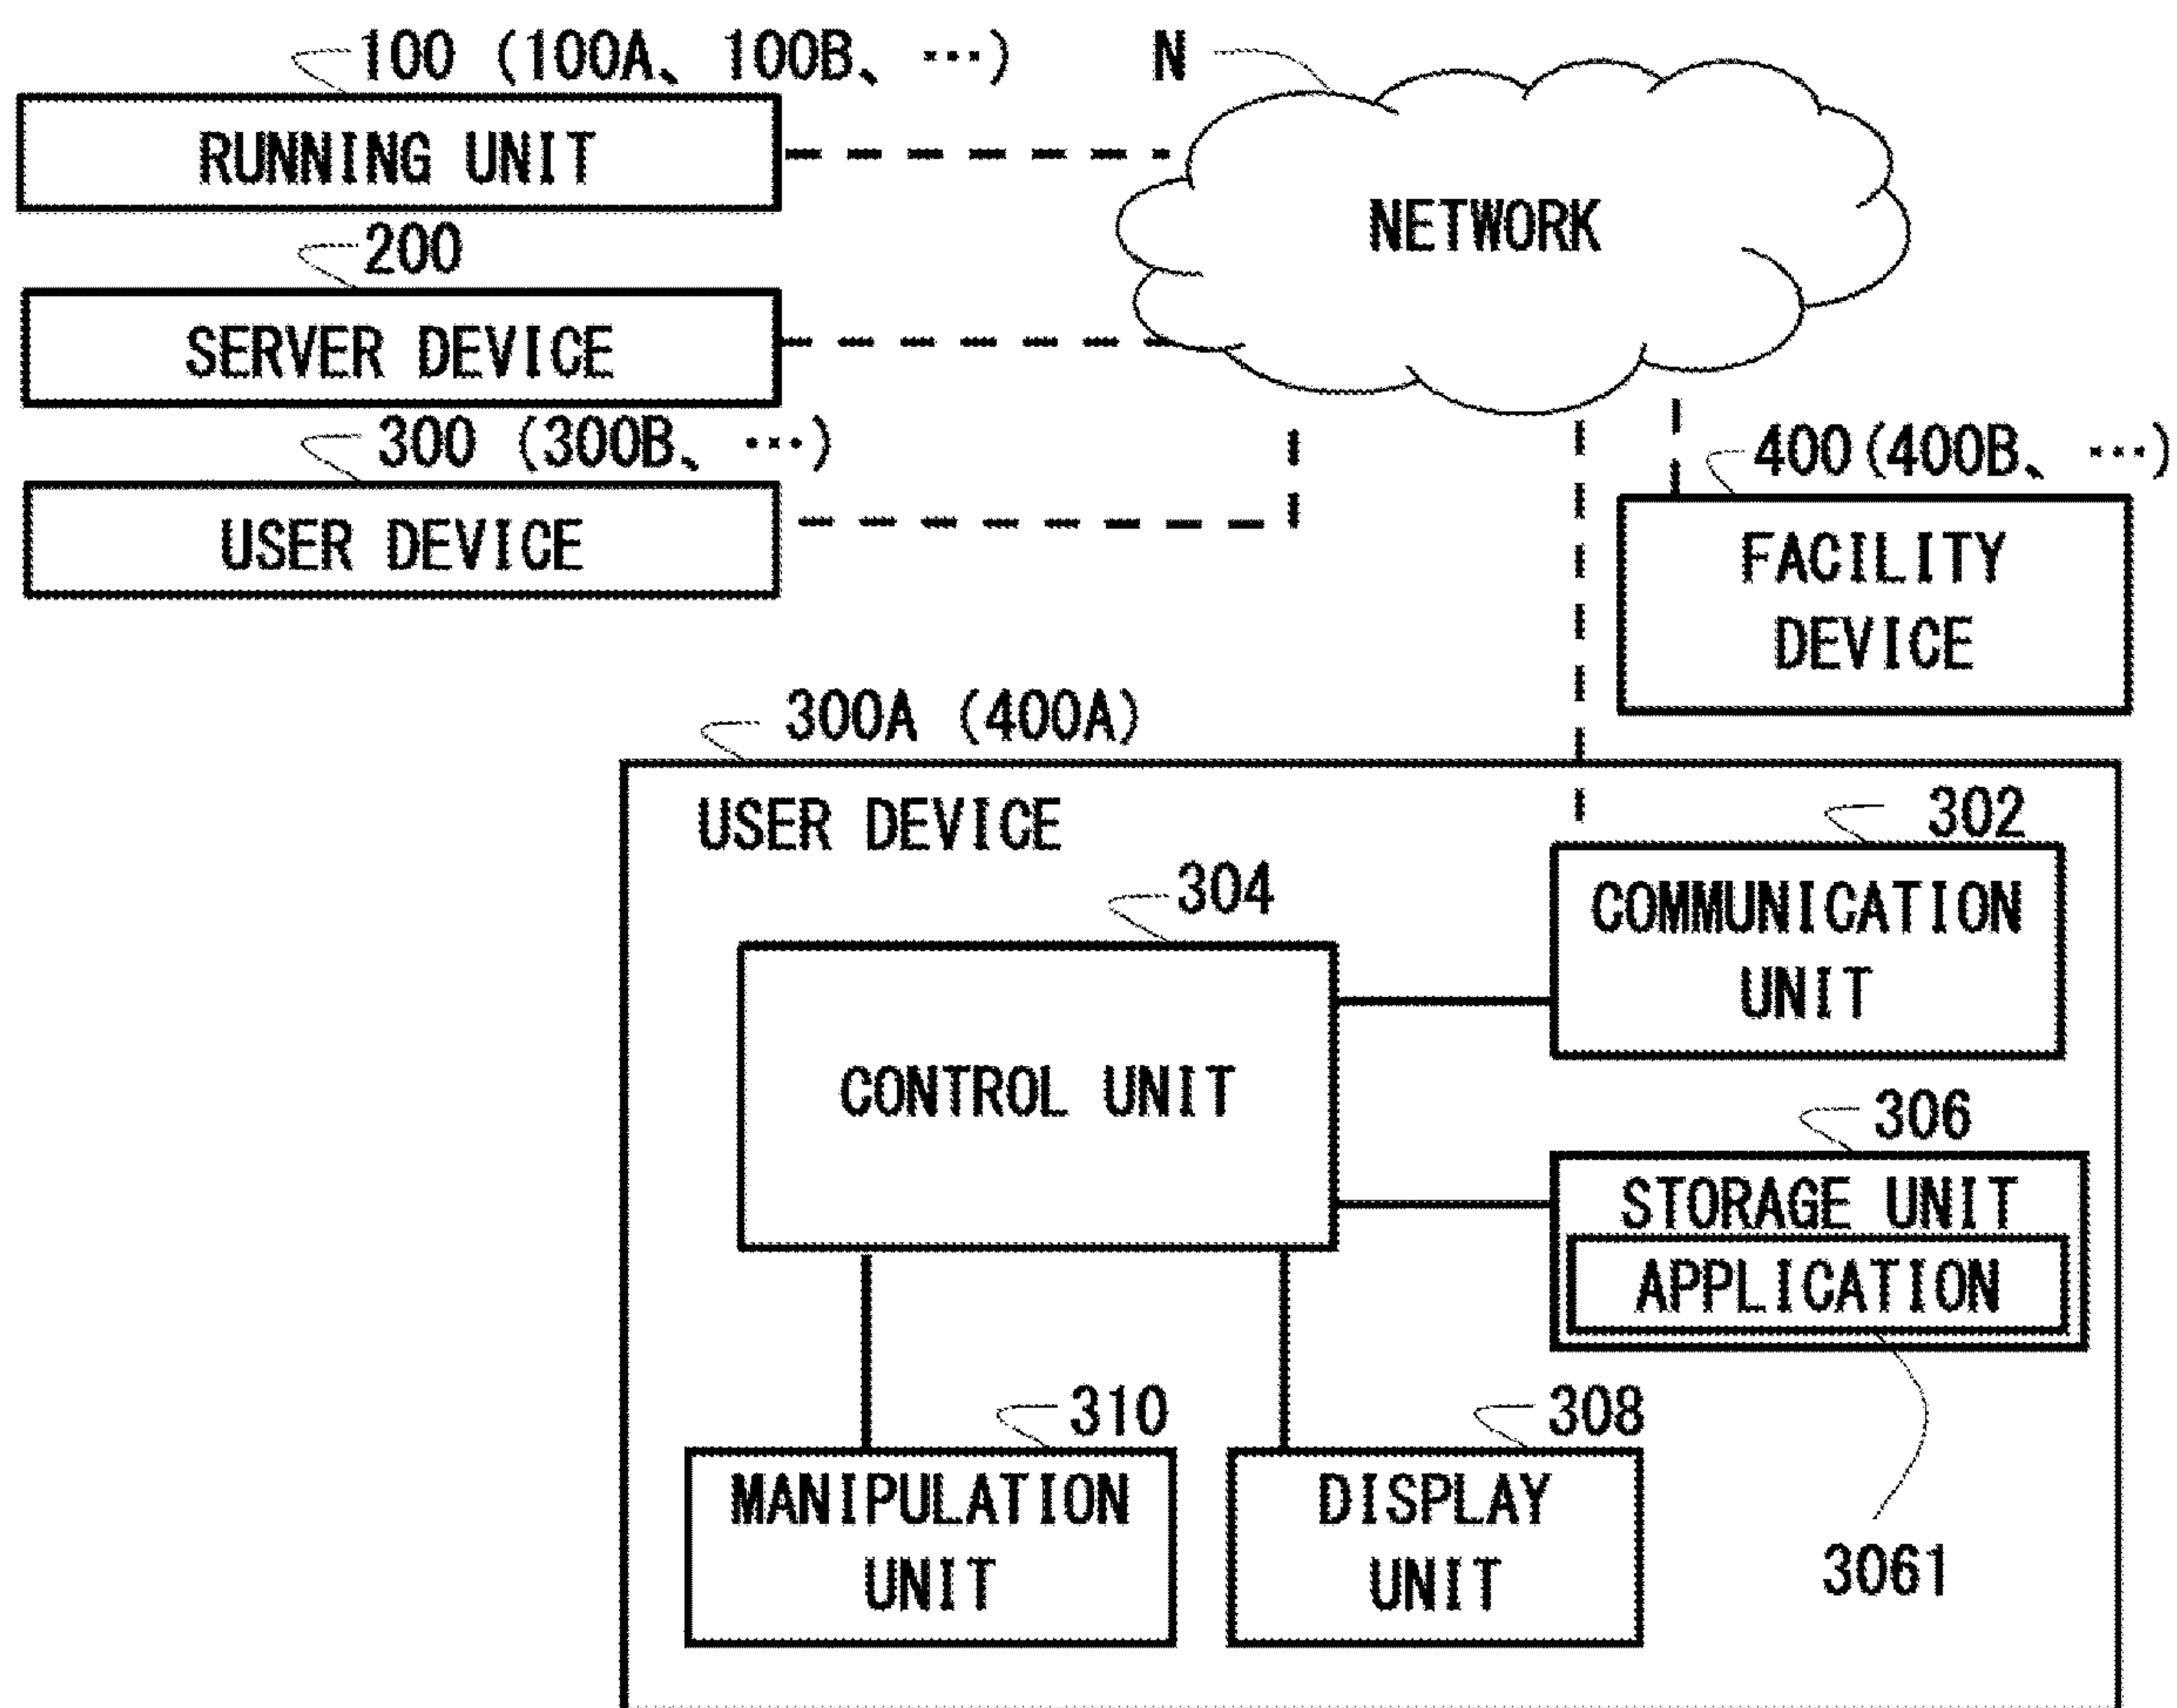 100 (100A、100B、…)
N
RUNNING UNIT
NETWORK
200
SERVER DEVICE
300 (300B、…)
400(400B、…)
USER DEVICE
FACILITY
DEVICE
300A (400A)
USER DEVICE
302
304
COMMUNICATION
UNIT
CONTROL UNIT
306
STORAGE UNIT
APPLICATION
310
308
MANIPULATION
UNIT
DISPLAY
UNIT
3061